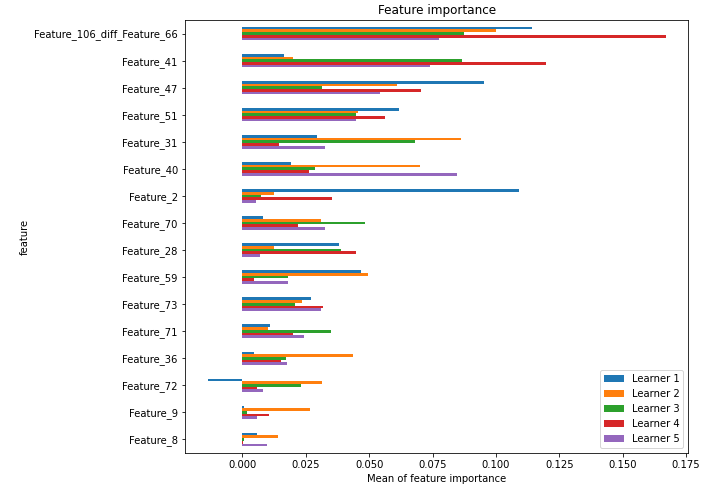 Feature importance
Feature_106_diff_Feature_66
Feature_41
Feature_47
Feature_51
Feature_31
Feature_40
Feature_2
Feature_70
Feature_28
Feature_59
Feature_73
Feature_71
Feature_36
Feature_72
Feature_9
Feature_8
feature
Learner 1
Learner 2
Learner 3
Learner 4
Learner 5
0.000 0.025 0.050 0.075 0.100 0.125 0.150 0.175
Mean of feature importance